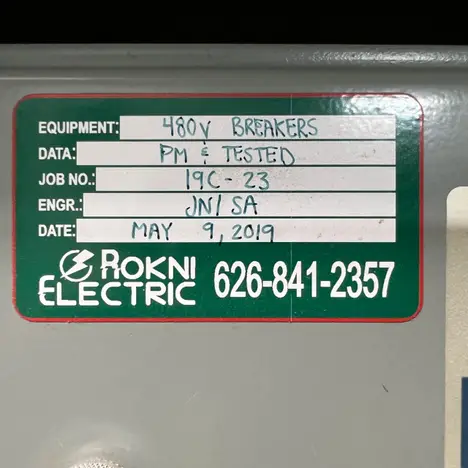 EQUIPMENT: 480V BREAKERS
DATA: PM & TESTED
JOB NO.: 19C-23
ENGR.: JN/SA
DATE: MAY 9, 2019
ROKNI
ELECTRIC 626-841-2357